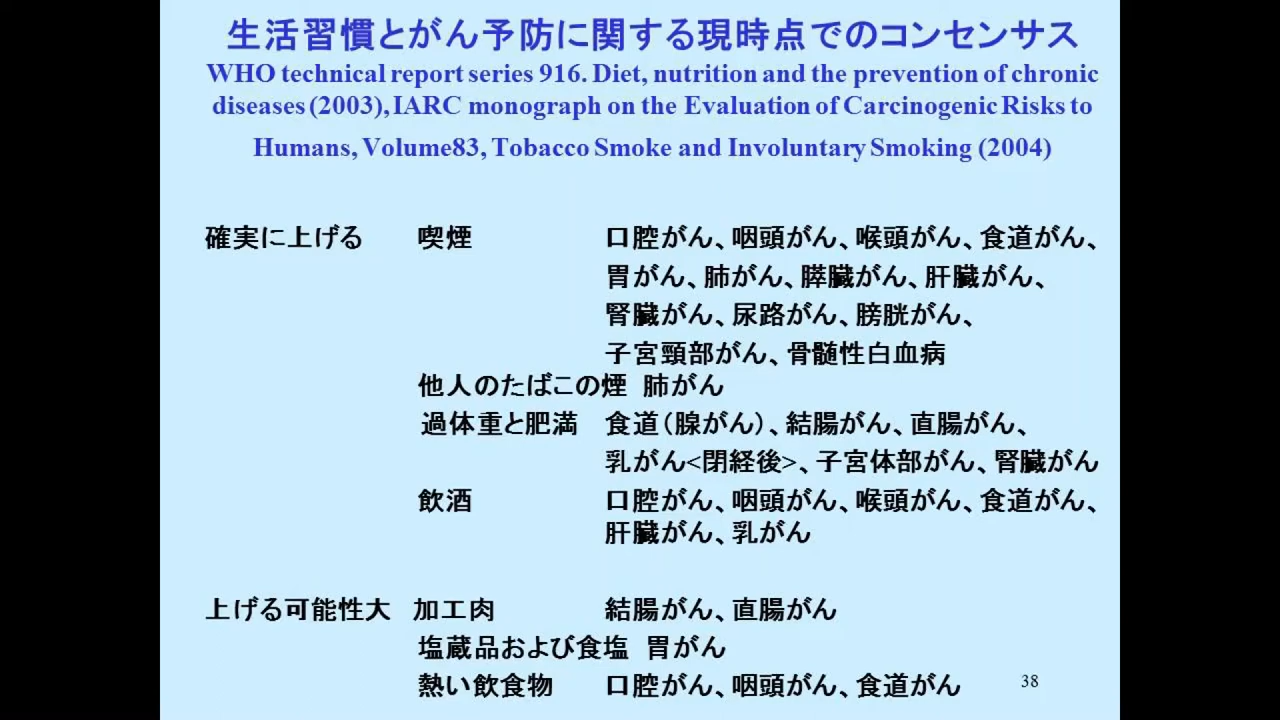 生活習慣とがん予防に関する現時点でのコンセンサス
WHO technical report series 916. Diet, nutrition and the prevention of chronic
diseases (2003), IARC monograph on the Evaluation of Carcinogenic Risks to
Humans, Volume83, Tobacco Smoke and Involuntary Smoking (2004)
確実に上げる 喫煙 口腔がん、咽頭がん、喉頭がん、食道がん、
胃がん、肺がん、膵臓がん、肝臓がん、
腎臓がん、尿路がん、膀胱がん、
子宮頸部がん、骨髄性白血病
他人のたばこの煙 肺がん
過体重と肥満 食道（腺がん）、結腸がん、直腸がん、
乳がん<閉経後>、子宮体部がん、腎臓がん
飲酒 口腔がん、咽頭がん、喉頭がん、食道がん、
肝臓がん、乳がん
上げる可能性大 加工肉 結腸がん、直腸がん
塩蔵品および食塩 胃がん
熱い飲食物 口腔がん、咽頭がん、食道がん
38